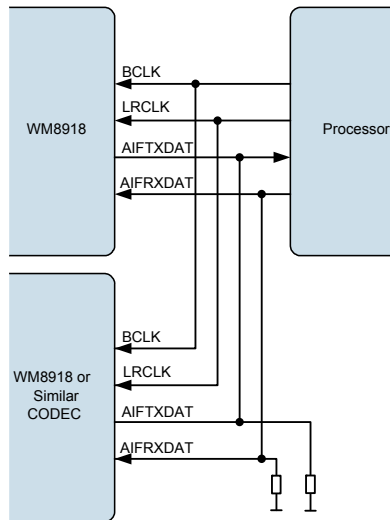 BCLK
LRCLK
WM8918
Processor
AIFTXDAT
AIFRXDAT
BCLK
LRCLK
WM8918 or
Similar
CODEC
AIFTXDAT
AIFRXDAT